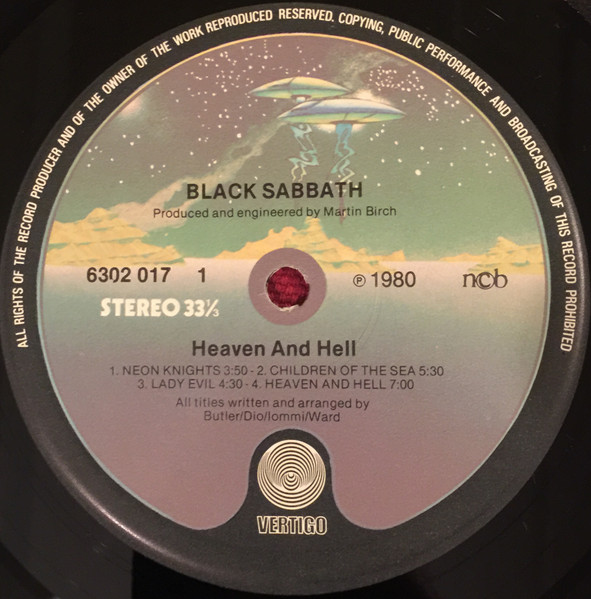 ALL RIGHTS OF THE RECORD PRODUCER AND OF THE OWNER OF THE WORK REPRODUCED RESERVED. COPYING, PUBLIC PERFORMANCE AND BROADCASTING OF THIS RECORD PROHIBITED
BLACK SABBATH
Produced and engineered by Martin Birch
6302 017 1
℗ 1980
ncb
STEREO 33⅓
Heaven And Hell
1. NEON KNIGHTS 3:50 - 2. CHILDREN OF THE SEA 5:30
3. LADY EVIL 4:30 - 4. HEAVEN AND HELL 7:00
All titles written and arranged by
Butler/Dio/Iommi/Ward
VERTIGO